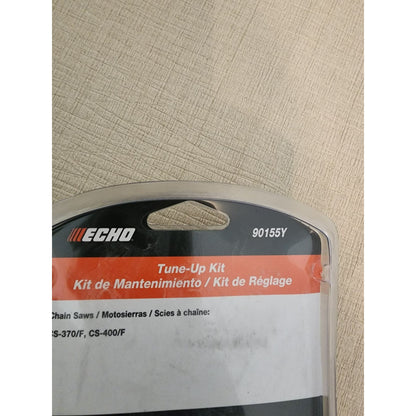 ECHO 90155Y
Tune-Up Kit
Kit de Mantenimiento / Kit de Réglage
Chain Saws / Motosierras / Scies à chaîne:
CS-370/F, CS-400/F